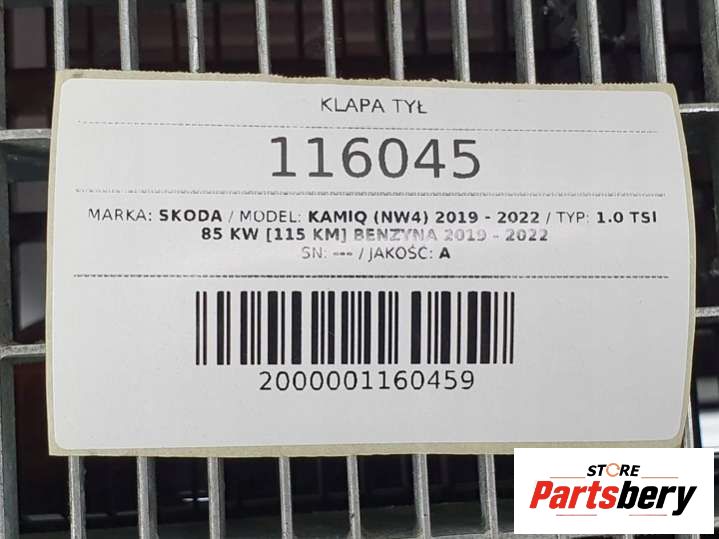 KLAPA TYŁ
116045
MARKA: SKODA / MODEL: KAMIQ (NW4) 2019 - 2022 / TYP: 1.0 TSI
85 KW [115 KM] BENZYNA 2019 - 2022
SN: --- / JAKOŚĆ: A
2000001160459
STORE
Partsbery